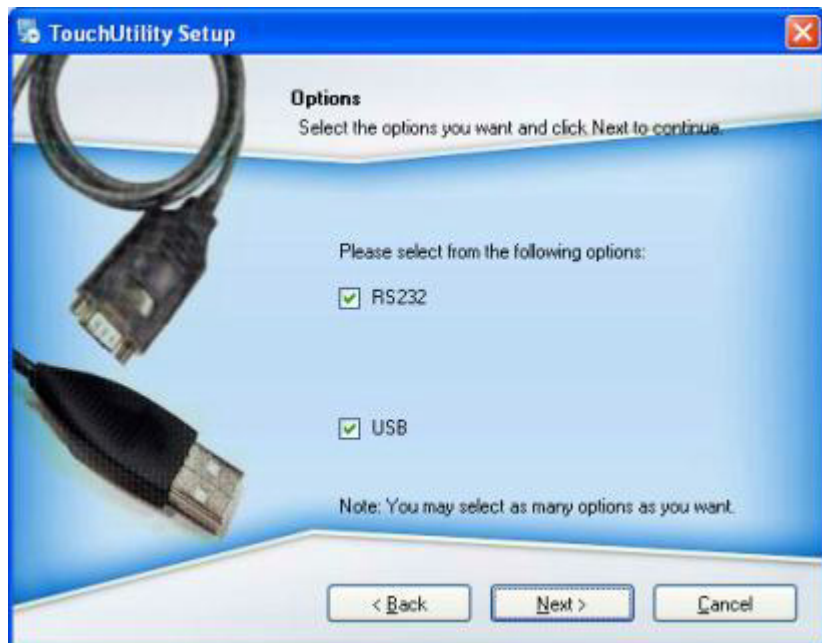 TouchUtility Setup
Options
Select the options you want and click Next to continue.
Please select from the following options:
RS232
USB
Note: You may select as many options as you want.
< Back
Next >
Cancel